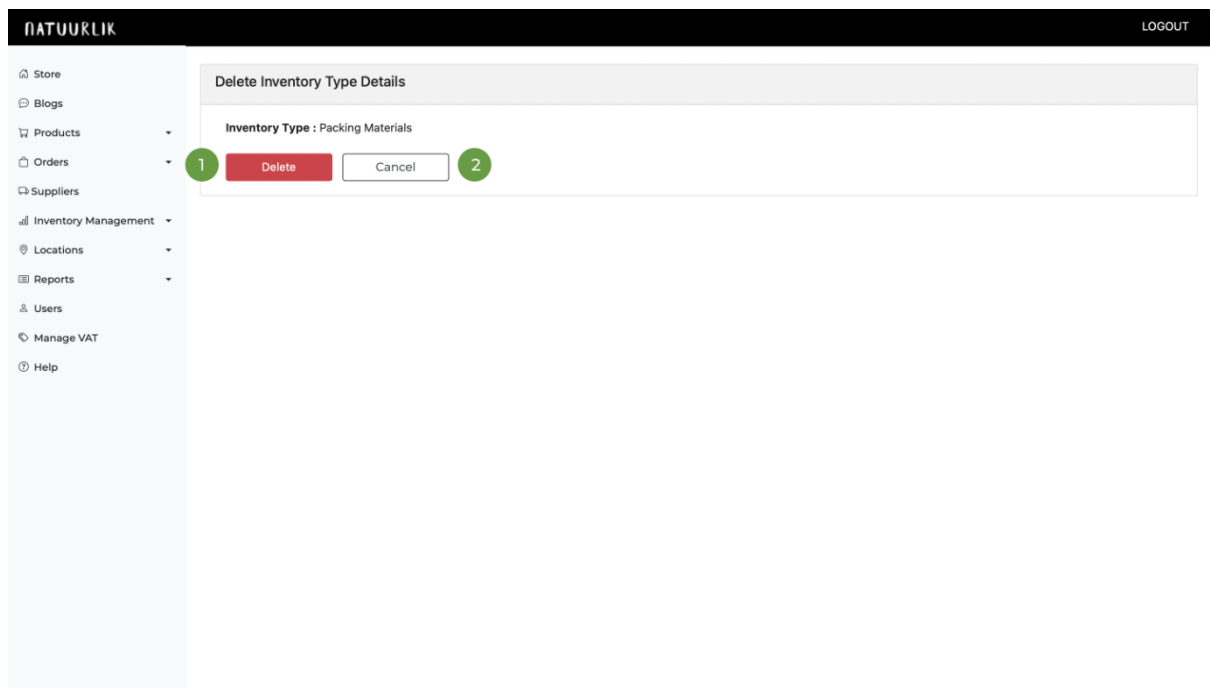 NATUURLIK
LOGOUT
Store
Blogs
Products
Orders
Suppliers
Inventory Management
Locations
Reports
Users
Manage VAT
Help
Delete Inventory Type Details
Inventory Type : Packing Materials
1 Delete Cancel 2